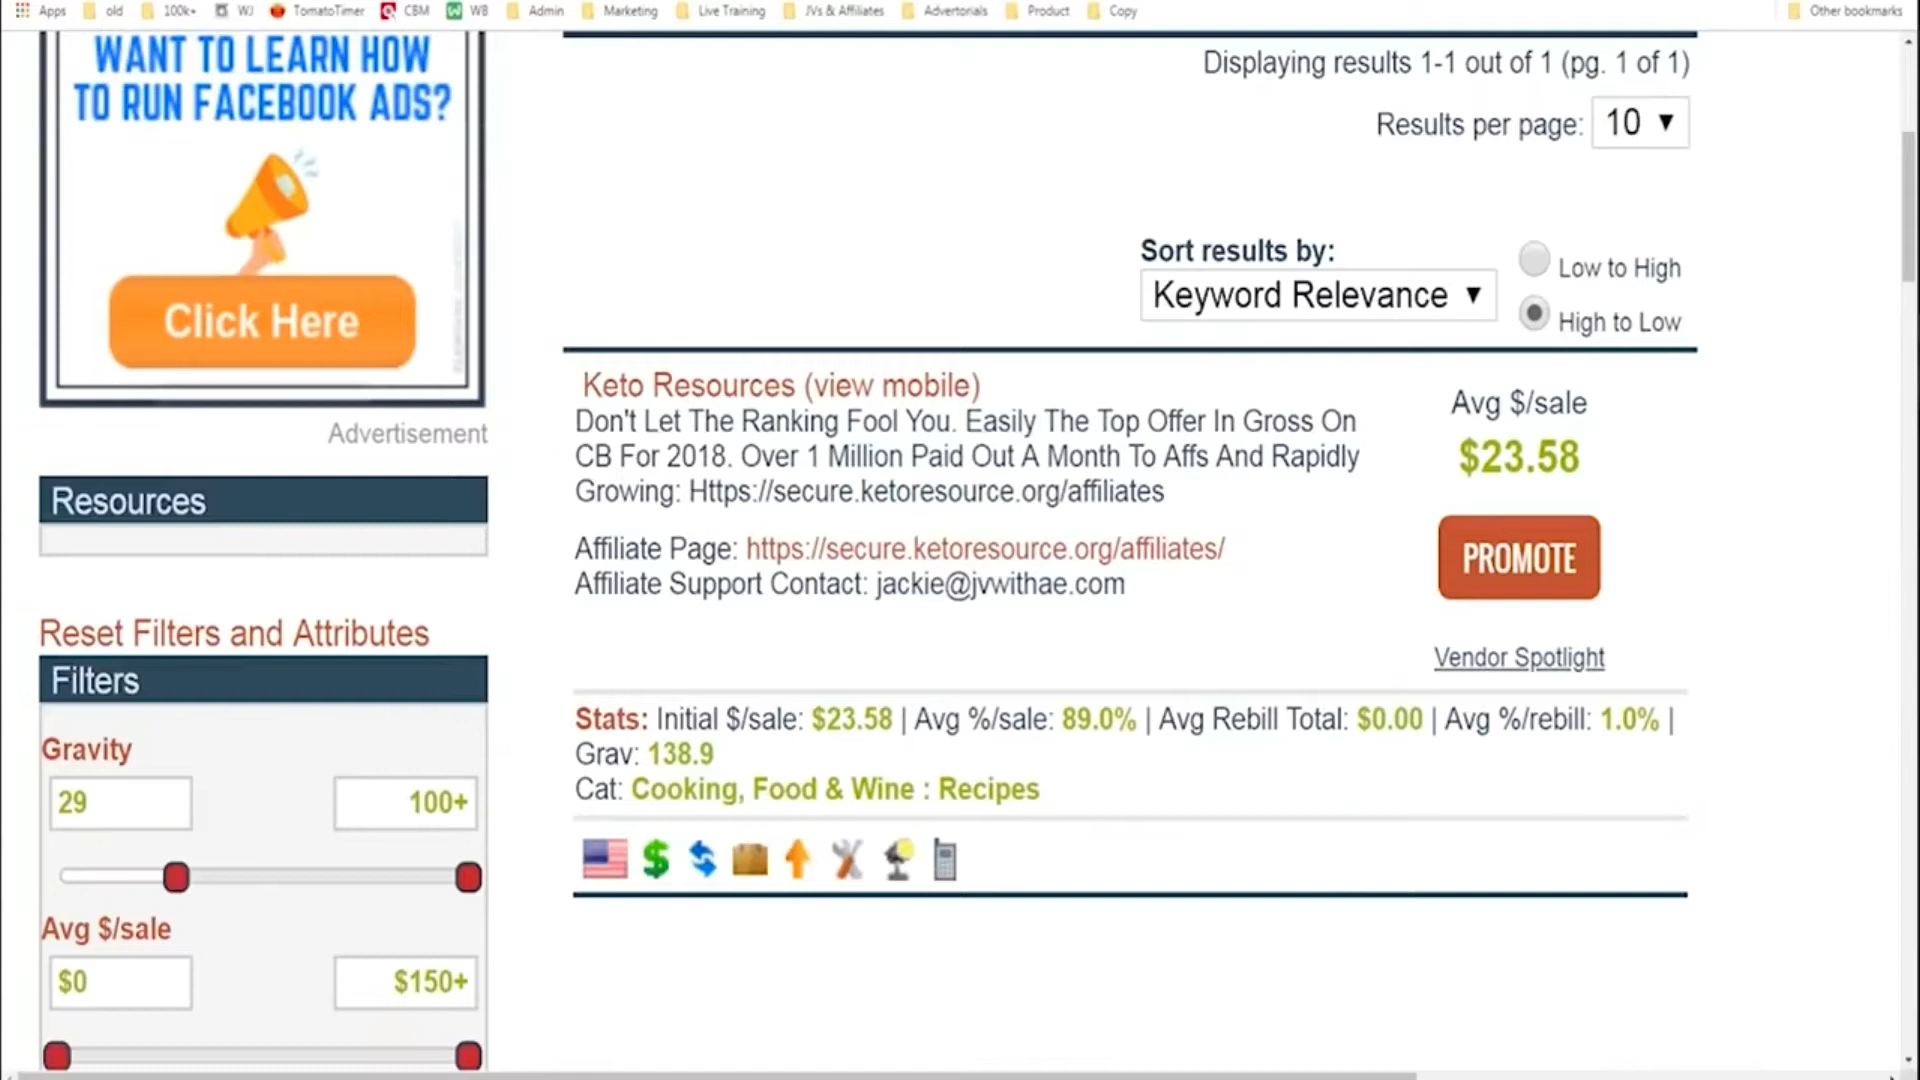 Apps old 100k+ WJ TomatoTimer CBM WB Admin Marketing Live Training JVs & Affiliates Advertorials Product Copy Other bookmarks
WANT TO LEARN HOW
TO RUN FACEBOOK ADS?
Click Here
Advertisement
Resources
Reset Filters and Attributes
Filters
Gravity
29 100+
Avg $/sale
$0 $150+
Displaying results 1-1 out of 1 (pg. 1 of 1)
Results per page: 10
Sort results by:
Keyword Relevance
Low to High
High to Low
Keto Resources (view mobile)
Don't Let The Ranking Fool You. Easily The Top Offer In Gross On
CB For 2018. Over 1 Million Paid Out A Month To Affs And Rapidly
Growing: Https://secure.ketoresource.org/affiliates
Affiliate Page: https://secure.ketoresource.org/affiliates/
Affiliate Support Contact: jackie@jvwithae.com
Avg $/sale
$23.58
PROMOTE
Vendor Spotlight
Stats: Initial $/sale: $23.58 | Avg %/sale: 89.0% | Avg Rebill Total: $0.00 | Avg %/rebill: 1.0% |
Grav: 138.9
Cat: Cooking, Food & Wine : Recipes